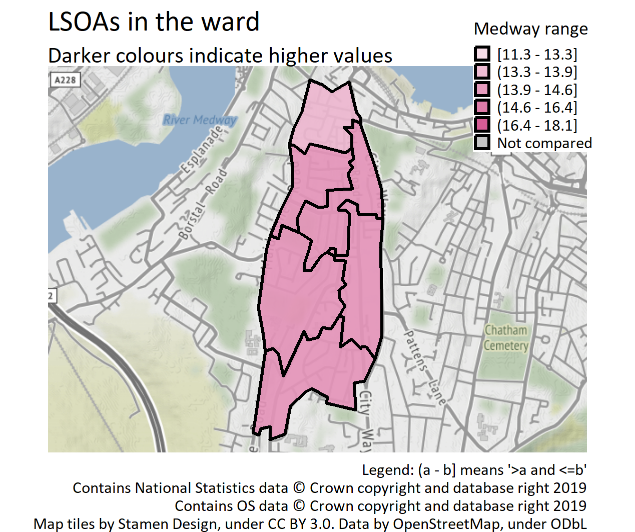 LSOAs in the ward
Darker colours indicate higher values
Medway range
[11.3 - 13.3]
(13.3 - 13.9]
(13.9 - 14.6]
(14.6 - 16.4]
(16.4 - 18.1]
Not compared
A228
River Medway
Esplanade
Borstal - Road
2
Chatham
Cemetery
Pattens - Lane
City - Way
Legend: (a - b] means '>a and <=b'
Contains National Statistics data © Crown copyright and database right 2019
Contains OS data © Crown copyright and database right 2019
Map tiles by Stamen Design, under CC BY 3.0. Data by OpenStreetMap, under ODbL